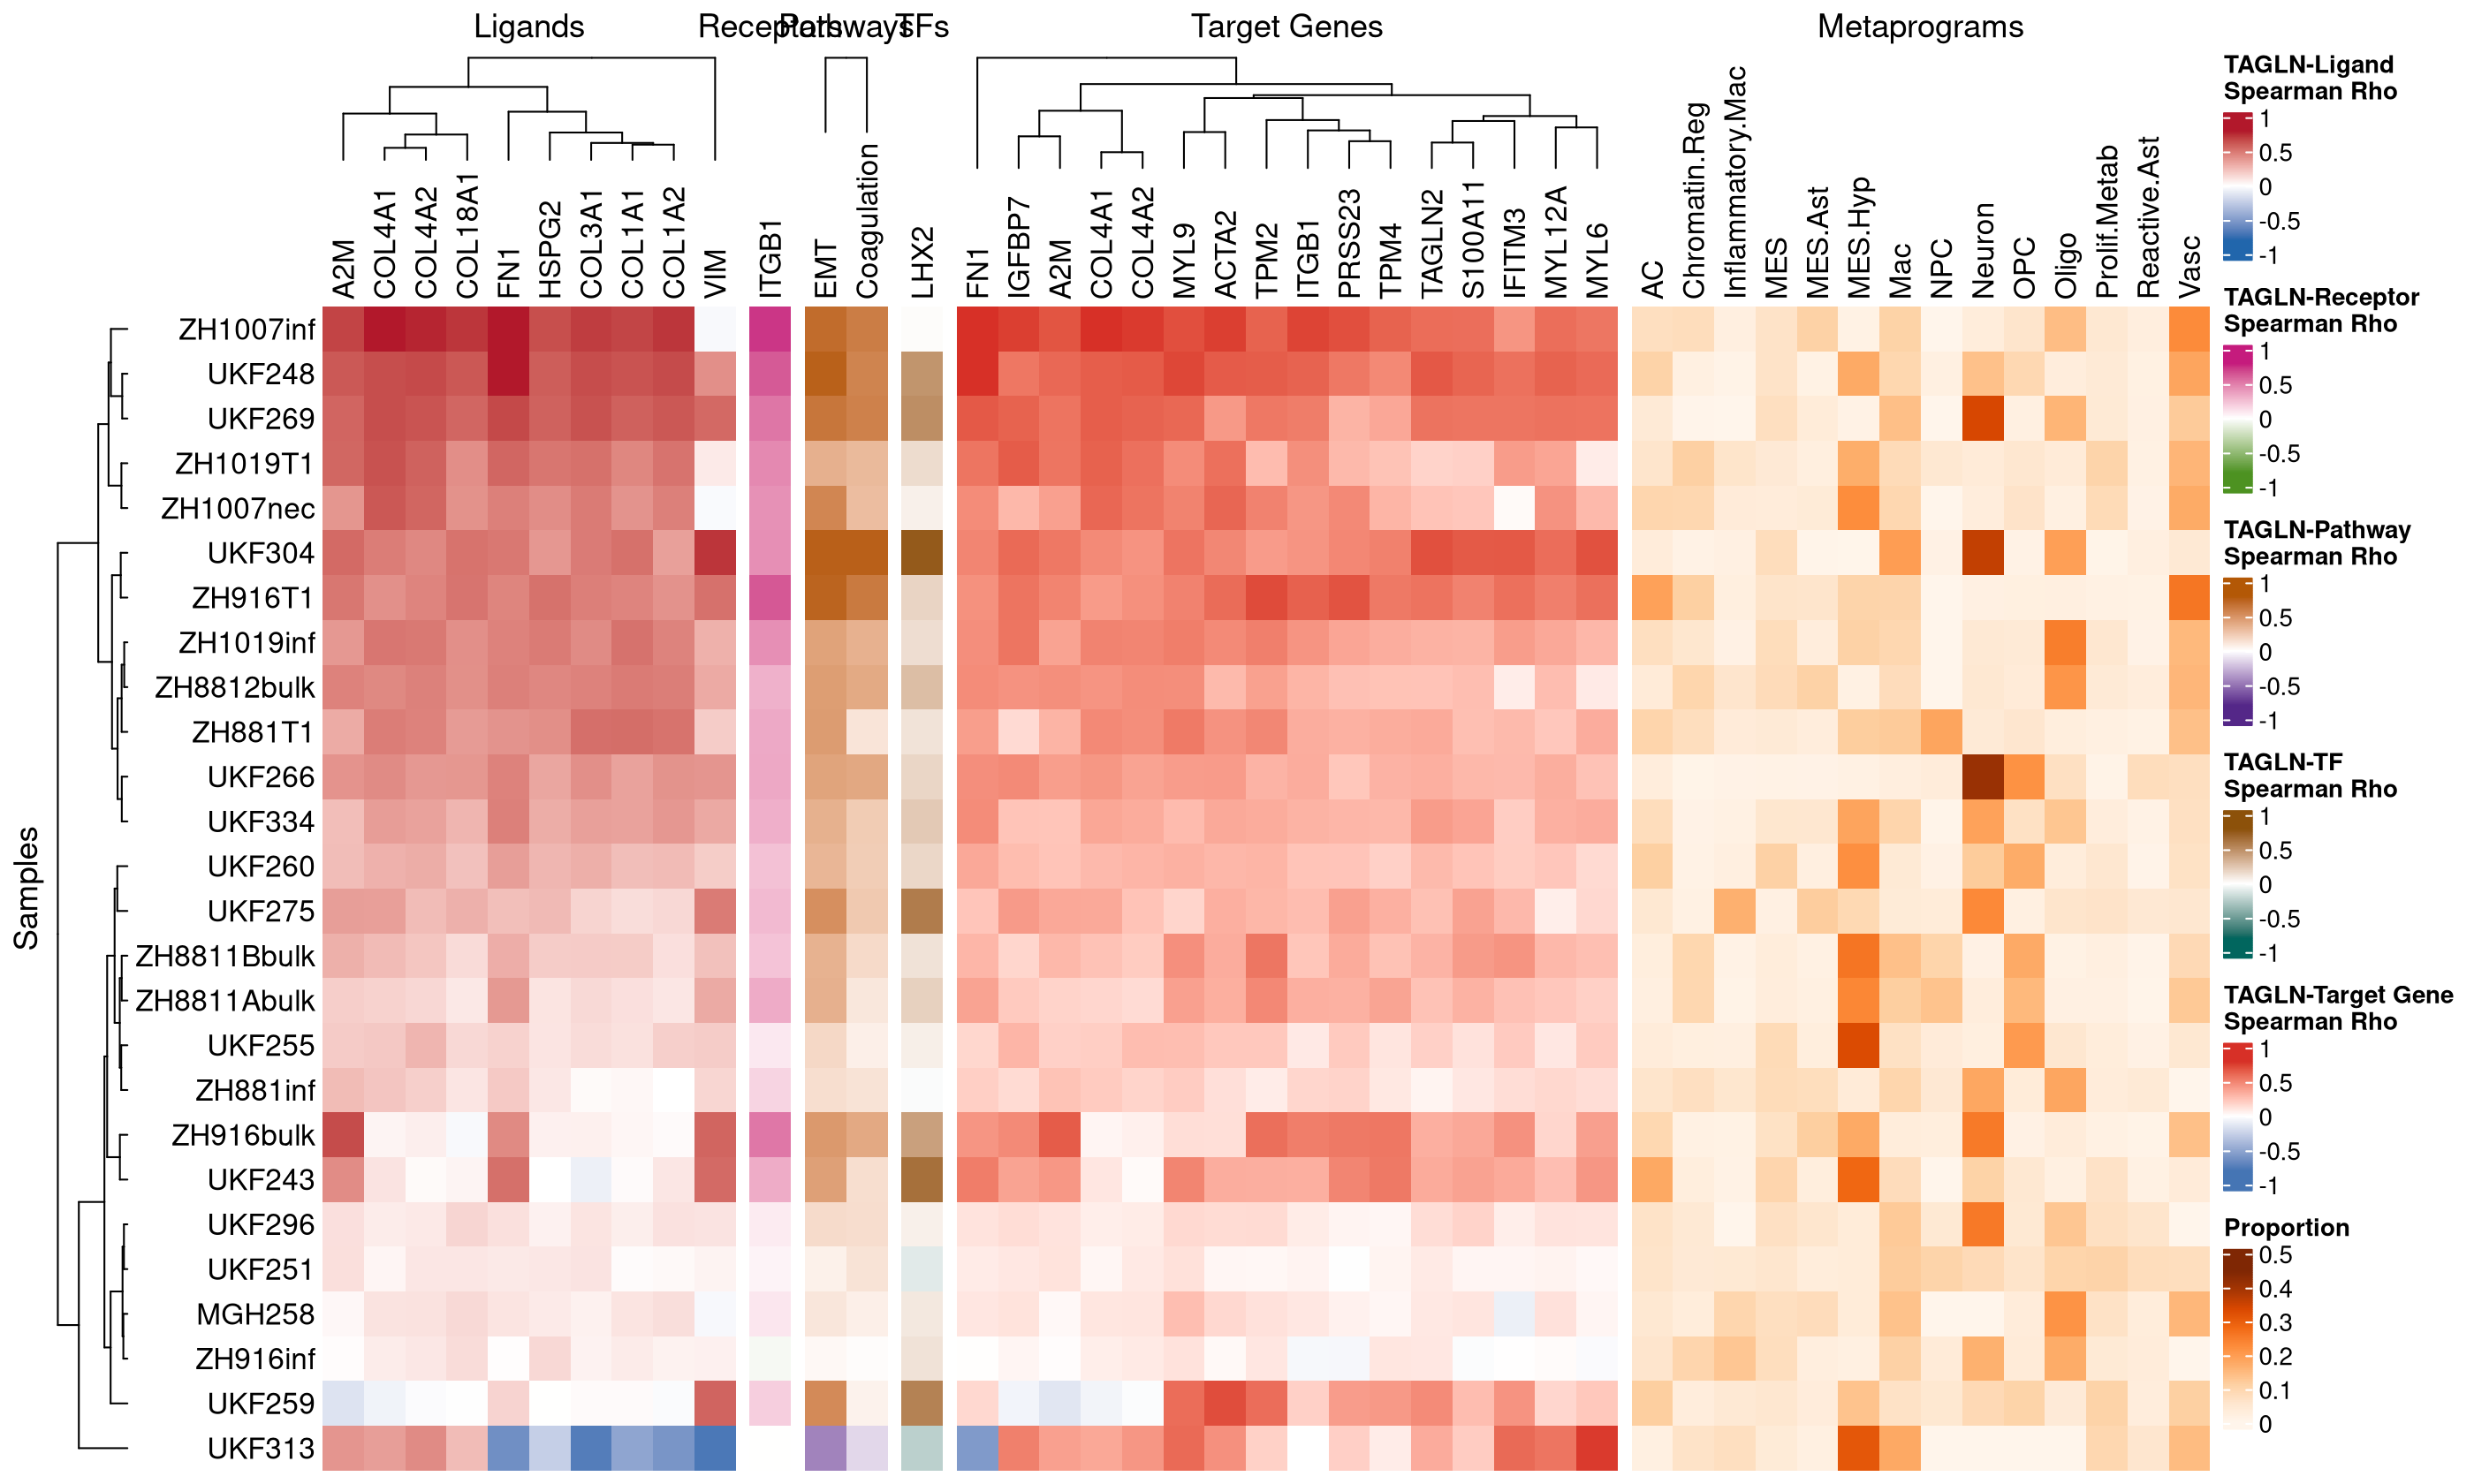 Ligands Receptors Pathways TFs Target Genes Metaprograms
A2M COL4A1 COL4A2 COL18A1 FN1 HSPG2 COL3A1 COL1A1 COL1A2 VIM ITGB1 EMT Coagulation LHX2 FN1 IGFBP7 A2M COL4A1 COL4A2 MYL9 ACTA2 TPM2 ITGB1 PRSS23 TPM4 TAGLN2 S100A11 IFITM3 MYL12A MYL6 AC Chromatin.Reg Inflammatory.Mac MES MES.Ast MES.Hyp Mac NPC Neuron OPC Oligo Prolif.Metab Reactive.Ast Vasc
Samples
ZH1007inf
UKF248
UKF269
ZH1019T1
ZH1007nec
UKF304
ZH916T1
ZH1019inf
ZH8812bulk
ZH881T1
UKF266
UKF334
UKF260
UKF275
ZH8811Bbulk
ZH8811Abulk
UKF255
ZH881inf
ZH916bulk
UKF243
UKF296
UKF251
MGH258
ZH916inf
UKF259
UKF313
TAGLN-Ligand
Spearman Rho
1
0.5
0
-0.5
-1
TAGLN-Receptor
Spearman Rho
1
0.5
0
-0.5
-1
TAGLN-Pathway
Spearman Rho
1
0.5
0
-0.5
-1
TAGLN-TF
Spearman Rho
1
0.5
0
-0.5
-1
TAGLN-Target Gene
Spearman Rho
1
0.5
0
-0.5
-1
Proportion
0.5
0.4
0.3
0.2
0.1
0